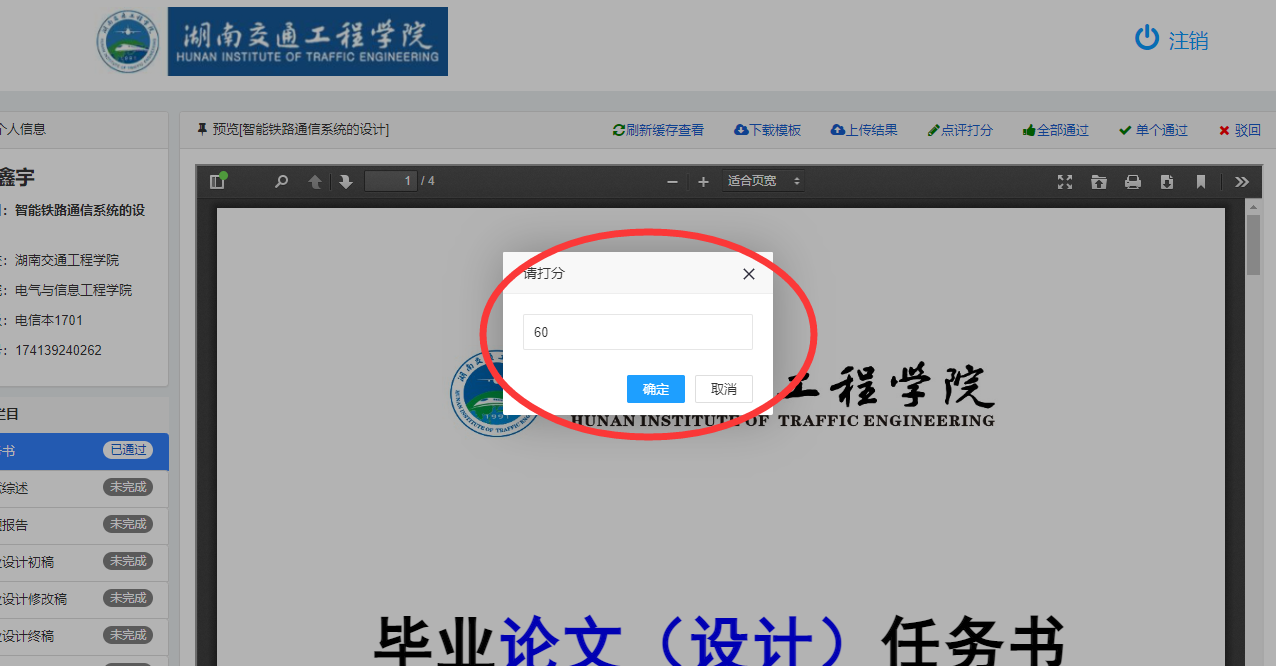 湖南交通工程学院
HUNAN INSTITUTE OF TRAFFIC ENGINEERING
注销
个人信息
鑫宇
：智能铁路通信系统的设
：湖南交通工程学院
：电气与信息工程学院
：电信本1701
：174139240262
栏目
书 已通过
综述 未完成
报告 未完成
设计初稿 未完成
设计修改稿 未完成
设计终稿 未完成
预览[智能铁路通信系统的设计]
刷新缓存查看 下载模板 上传结果 点评打分 全部通过 单个通过 驳回
1 / 4
适合页宽
请打分
60
确定 取消
工程学院
HUNAN INSTITUTE OF TRAFFIC ENGINEERING
毕业论文（设计）任务书